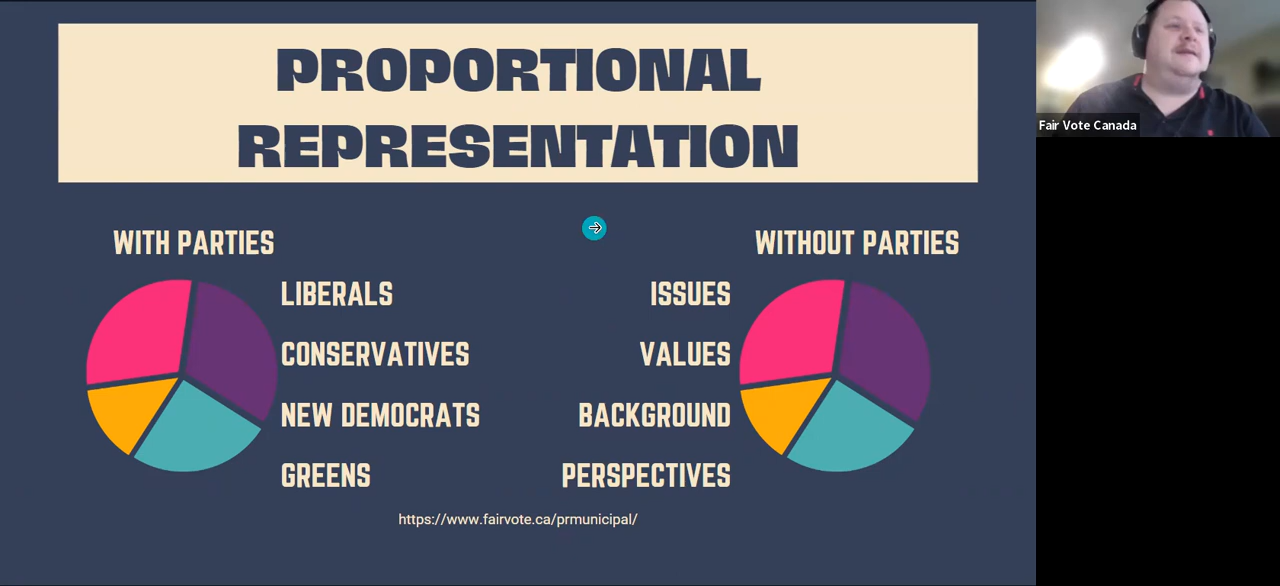 PROPORTIONAL
REPRESENTATION
WITH PARTIES
LIBERALS
CONSERVATIVES
NEW DEMOCRATS
GREENS
WITHOUT PARTIES
ISSUES
VALUES
BACKGROUND
PERSPECTIVES
https://www.fairvote.ca/prmunicipal/
Fair Vote Canada